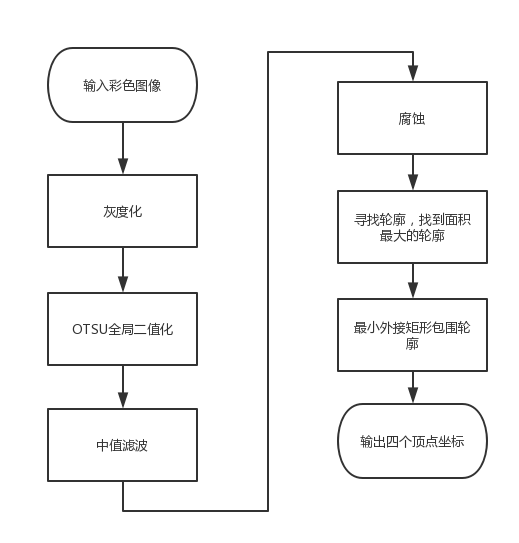 输入彩色图像
灰度化
OTSU全局二值化
中值滤波
腐蚀
寻找轮廓，找到面积
最大的轮廓
最小外接矩形包围轮
廓
输出四个顶点坐标